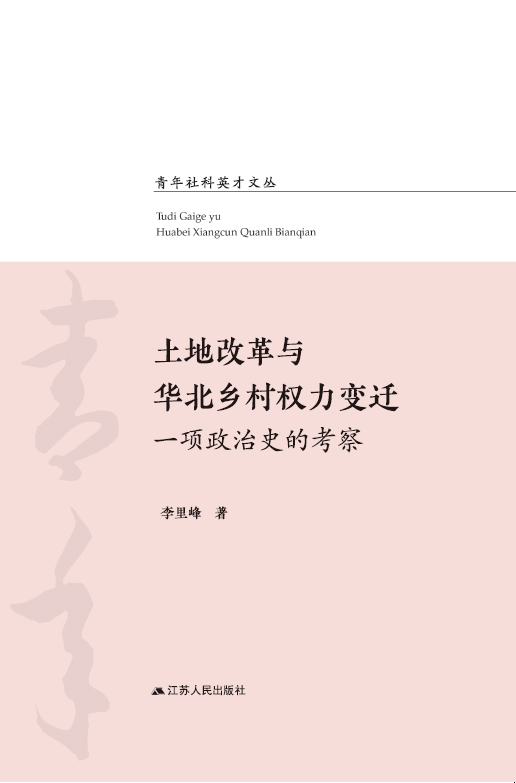 青年社科英才文丛
Tudi Gaige yu
Huabei Xiangcun Quanli Bianqian
土地改革与
华北乡村权力变迁
一项政治史的考察
李里峰 著
江苏人民出版社
青年